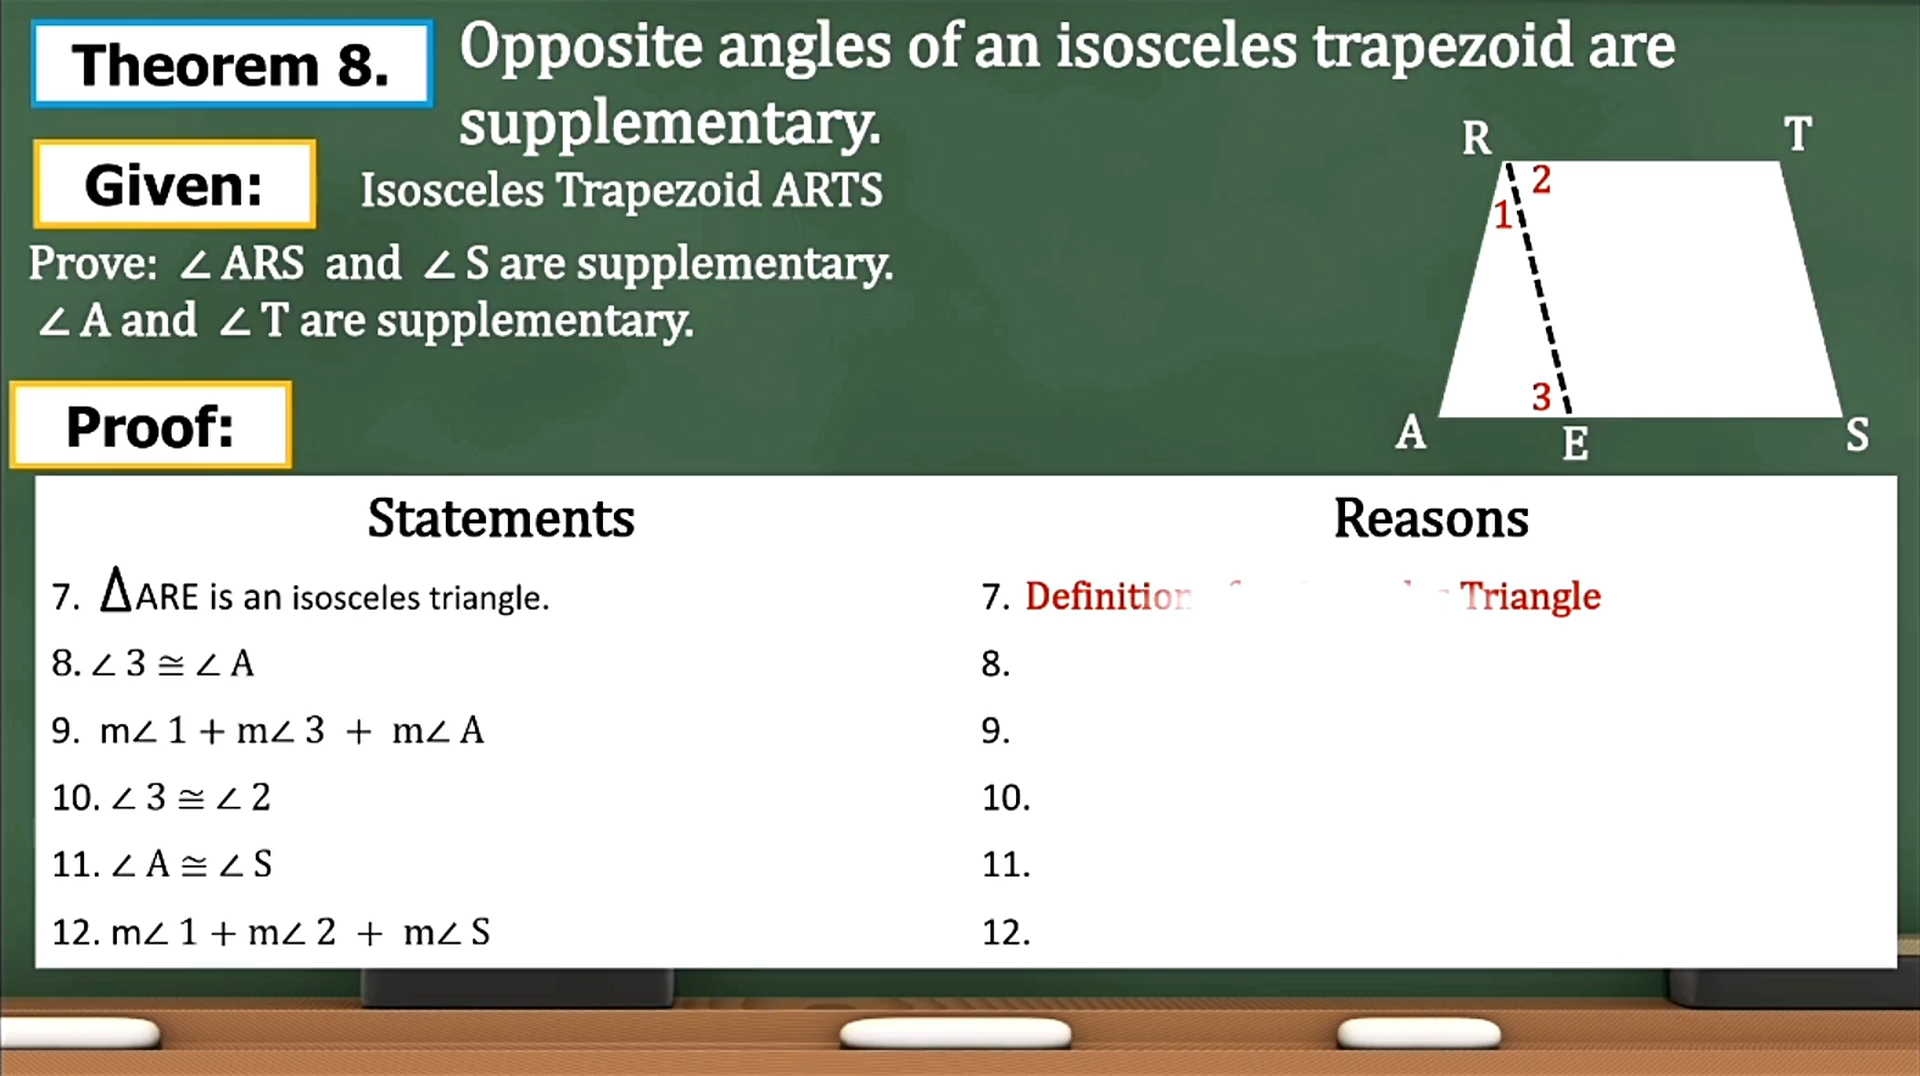 Theorem 8.
Opposite angles of an isosceles trapezoid are
supplementary.
Given:
Isosceles Trapezoid ARTS
Prove: ∠ ARS and ∠ S are supplementary.
∠ A and ∠ T are supplementary.
Proof:
R
T
2
1
3
A
E
S
Statements
Reasons
7. ΔARE is an isosceles triangle.
7. Definition Triangle
8. ∠ 3 ≅ ∠ A
8.
9. m∠ 1 + m∠ 3 + m∠ A
9.
10. ∠ 3 ≅ ∠ 2
10.
11. ∠ A ≅ ∠ S
11.
12. m∠ 1 + m∠ 2 + m∠ S
12.